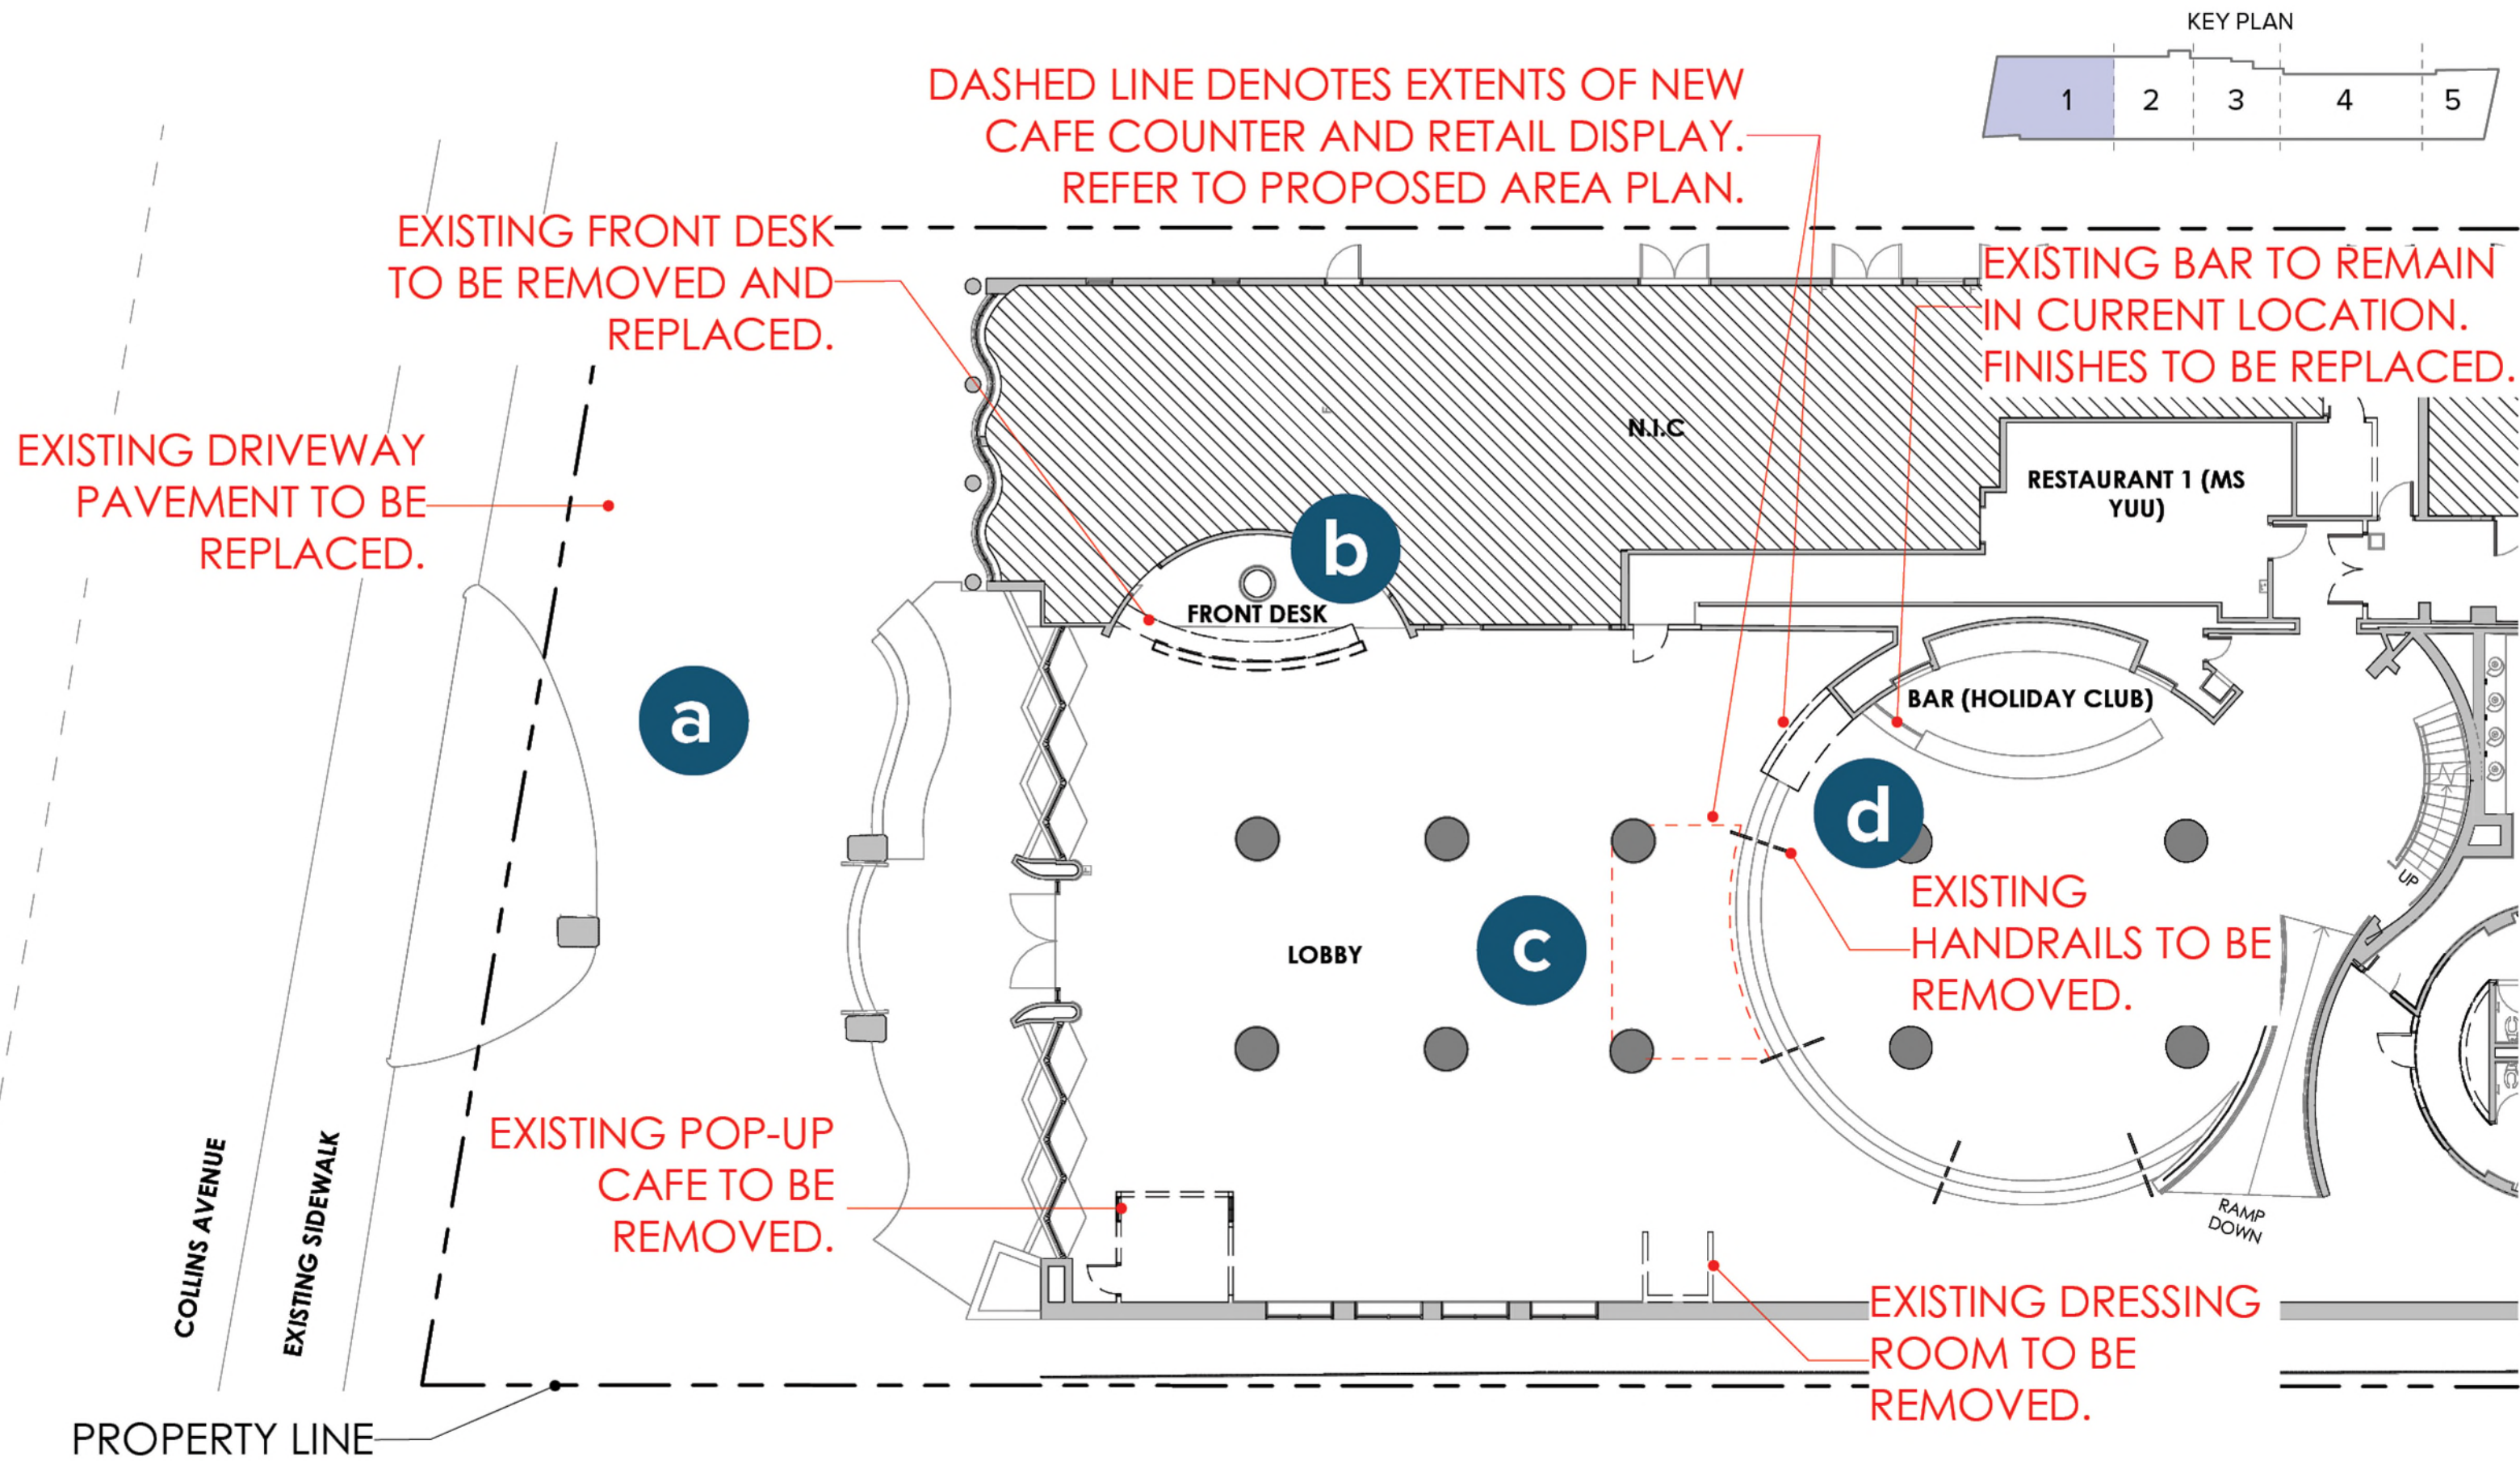 KEY PLAN
1
2
3
4
5
DASHED LINE DENOTES EXTENTS OF NEW
CAFE COUNTER AND RETAIL DISPLAY.
REFER TO PROPOSED AREA PLAN.
EXISTING FRONT DESK
TO BE REMOVED AND
REPLACED.
EXISTING BAR TO REMAIN
IN CURRENT LOCATION.
FINISHES TO BE REPLACED.
EXISTING DRIVEWAY
PAVEMENT TO BE
REPLACED.
N.I.C
RESTAURANT 1 (MS
YUU)
b
FRONT DESK
a
BAR (HOLIDAY CLUB)
d
UP
EXISTING
HANDRAILS TO BE
REMOVED.
LOBBY
c
EXISTING POP-UP
CAFE TO BE
REMOVED.
COLLINS AVENUE
EXISTING SIDEWALK
RAMP
DOWN
EXISTING DRESSING
ROOM TO BE
REMOVED.
PROPERTY LINE